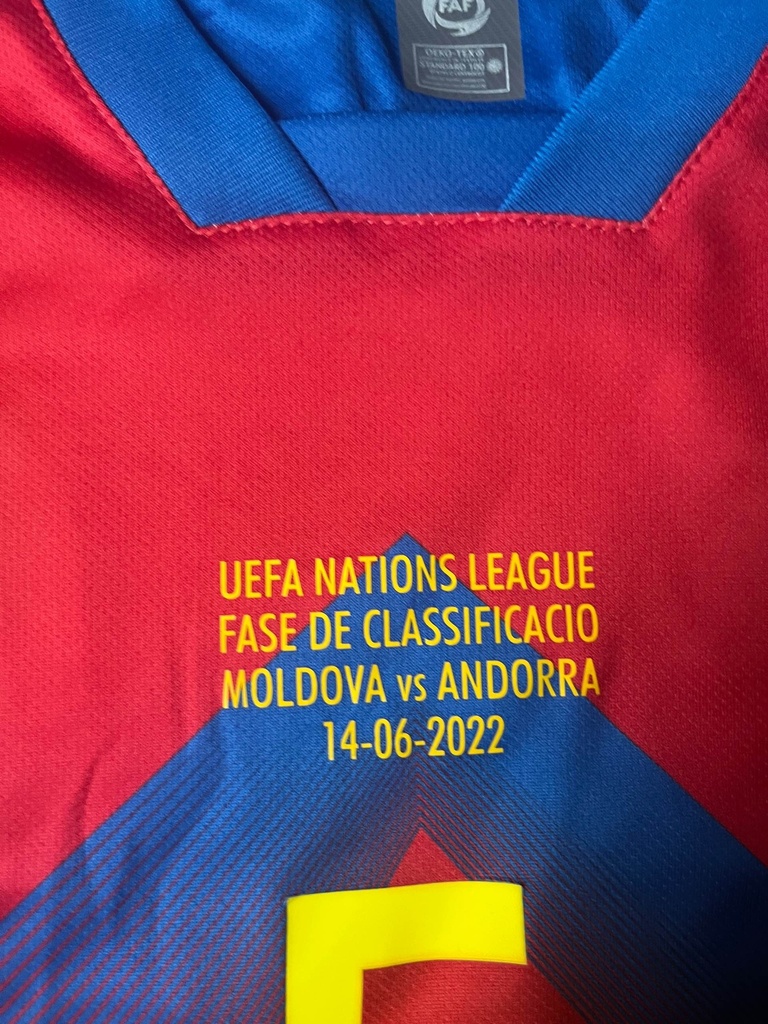 FAF
OEKO-TEX®
STANDARD 100
UEFA NATIONS LEAGUE
FASE DE CLASSIFICACIO
MOLDOVA vs ANDORRA
14-06-2022